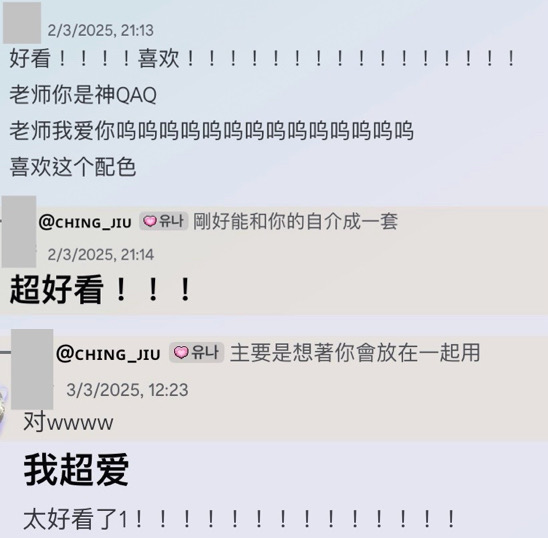 2/3/2025, 21:13
好看！！！！喜欢！！！！！！！！！！！！！！！！
老师你是神QAQ
老师我爱你呜呜呜呜呜呜呜呜呜呜呜呜呜呜
喜欢这个配色
@CHING_JIU 유나 剛好能和你的自介成一套
2/3/2025, 21:14
超好看！！！
@CHING_JIU 유나 主要是想著你會放在一起用
3/3/2025, 12:23
对wwww
我超爱
太好看了1！！！！！！！！！！！！！！